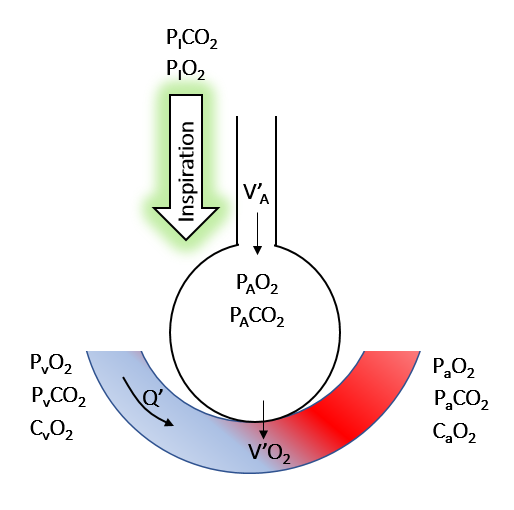 PICO2
PIO2
Inspiration
V'A
PAO2
PACO2
PvO2
PvCO2
CvO2
Q'
V'O2
PaO2
PaCO2
CaO2